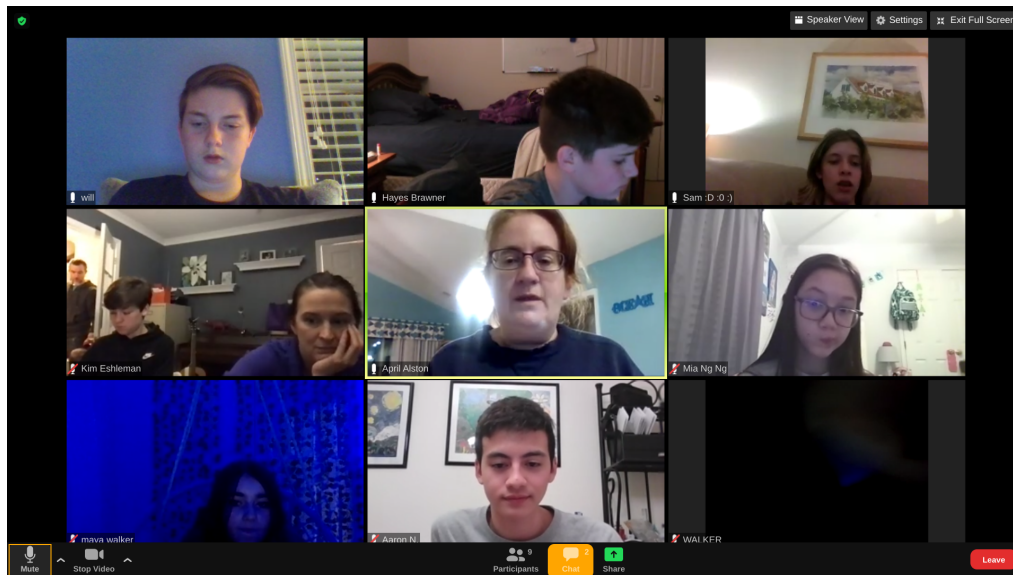 Speaker View
Settings
Exit Full Screen
will
Hayes Brawner
Sam :D :0 :)
OCEAN
Kim Eshleman
April Alston
Mia Ng Ng
maya walker
Aaron N
WALKER
Mute
Stop Video
9
Participants
2
Chat
Share
Leave